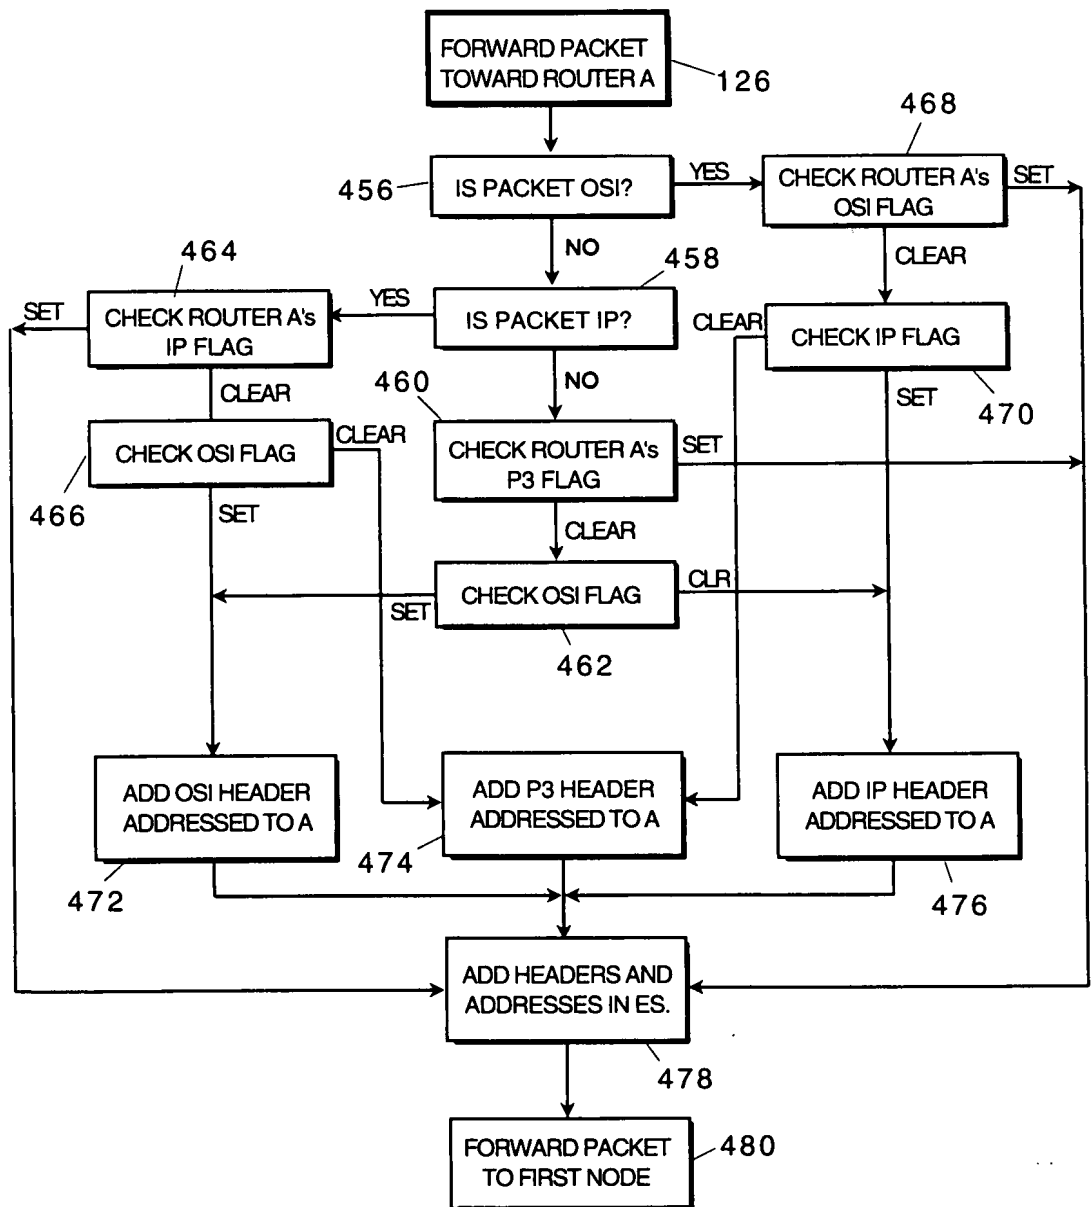 FORWARD PACKET
TOWARD ROUTER A
126
468
456
IS PACKET OSI?
YES
CHECK ROUTER A's
OSI FLAG
SET
NO
CLEAR
464
458
SET
CHECK ROUTER A's
IP FLAG
YES
IS PACKET IP?
CLEAR
CHECK IP FLAG
470
CLEAR
460
NO
SET
CHECK OSI FLAG
CLEAR
466
CHECK ROUTER A's
P3 FLAG
SET
SET
CLEAR
CHECK OSI FLAG
SET
CLR
462
ADD OSI HEADER
ADDRESSED TO A
472
ADD P3 HEADER
ADDRESSED TO A
474
ADD IP HEADER
ADDRESSED TO A
476
ADD HEADERS AND
ADDRESSES IN ES.
478
FORWARD PACKET
TO FIRST NODE
480